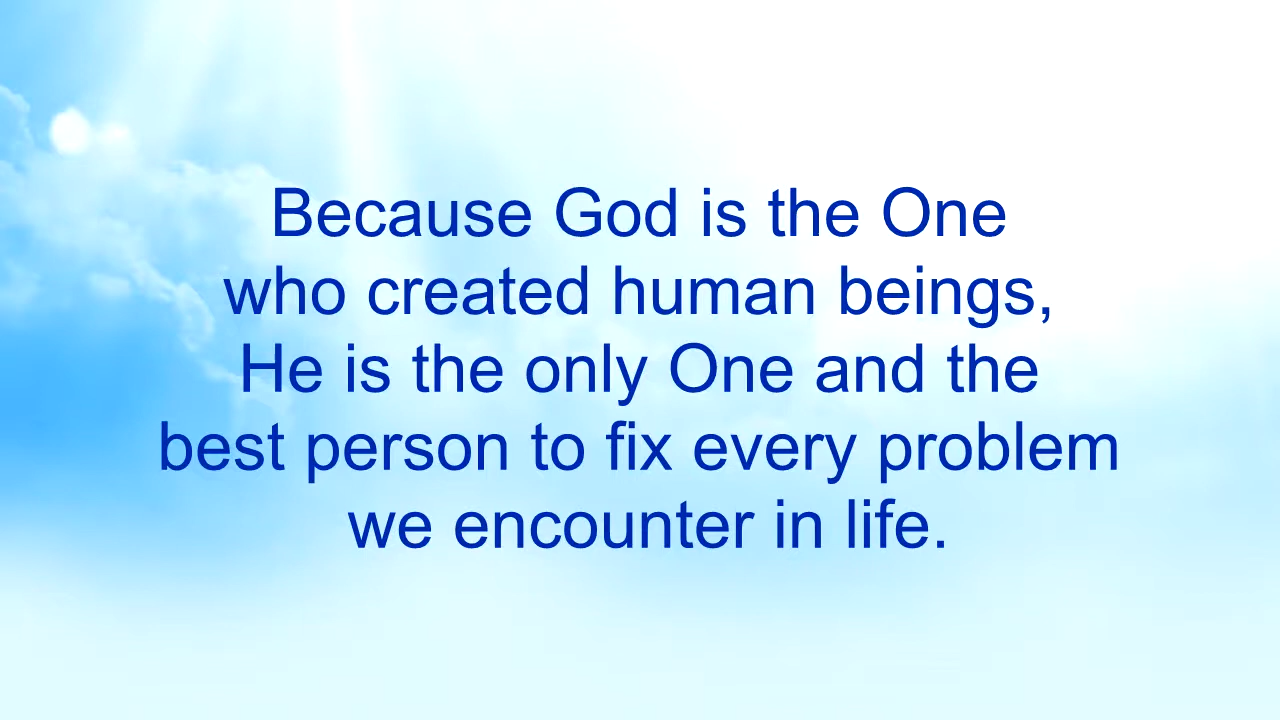 Because God is the One
who created human beings,
He is the only One and the
best person to fix every problem
we encounter in life.